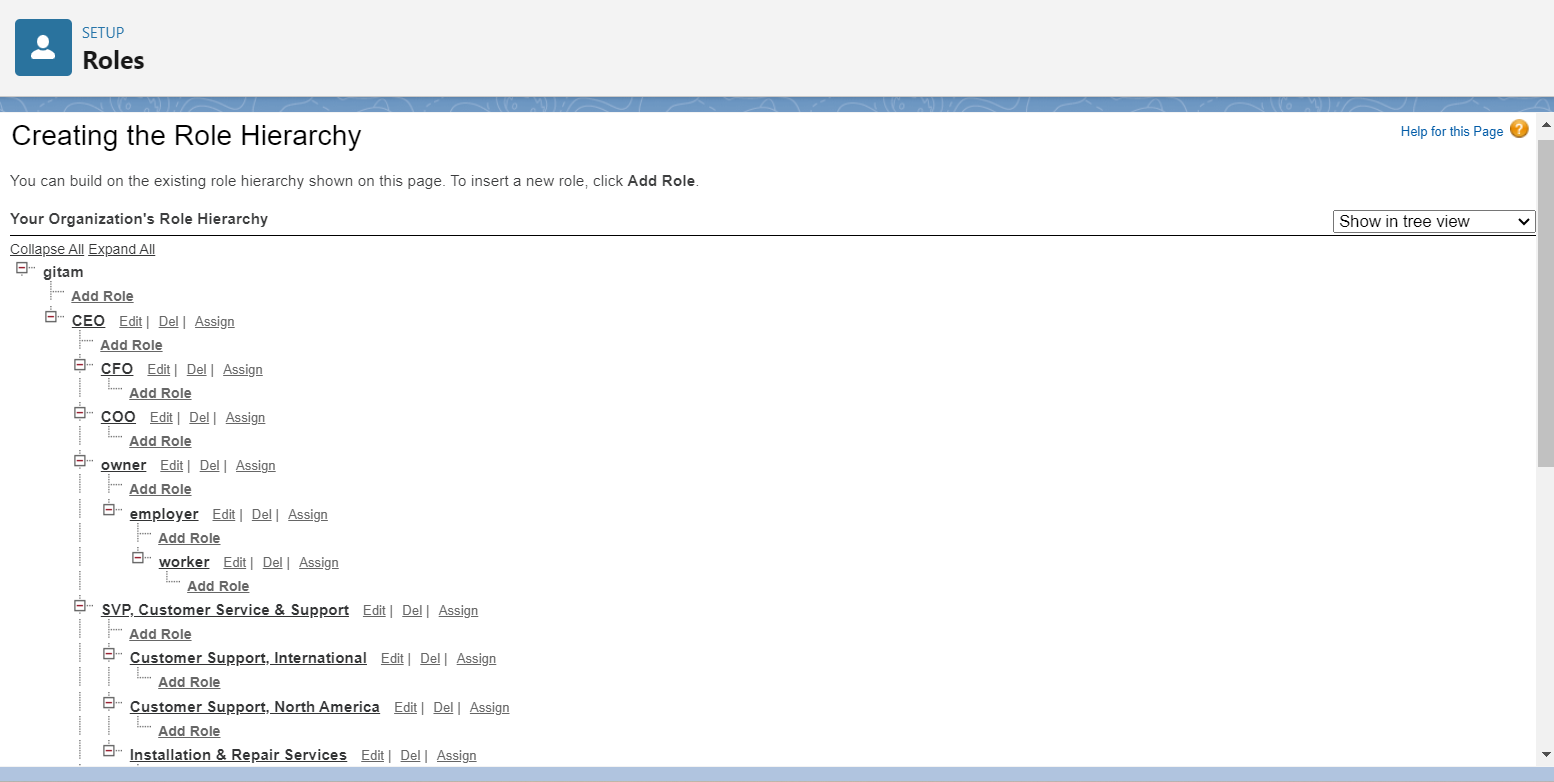 SETUP
Roles
Creating the Role Hierarchy
Help for this Page ?
You can build on the existing role hierarchy shown on this page. To insert a new role, click Add Role.
Your Organization's Role Hierarchy
Show in tree view
Collapse All Expand All
gitam
Add Role
CEO Edit | Del | Assign
Add Role
CFO Edit | Del | Assign
Add Role
COO Edit | Del | Assign
Add Role
owner Edit | Del | Assign
Add Role
employer Edit | Del | Assign
Add Role
worker Edit | Del | Assign
Add Role
SVP, Customer Service & Support Edit | Del | Assign
Add Role
Customer Support, International Edit | Del | Assign
Add Role
Customer Support, North America Edit | Del | Assign
Add Role
Installation & Repair Services Edit | Del | Assign